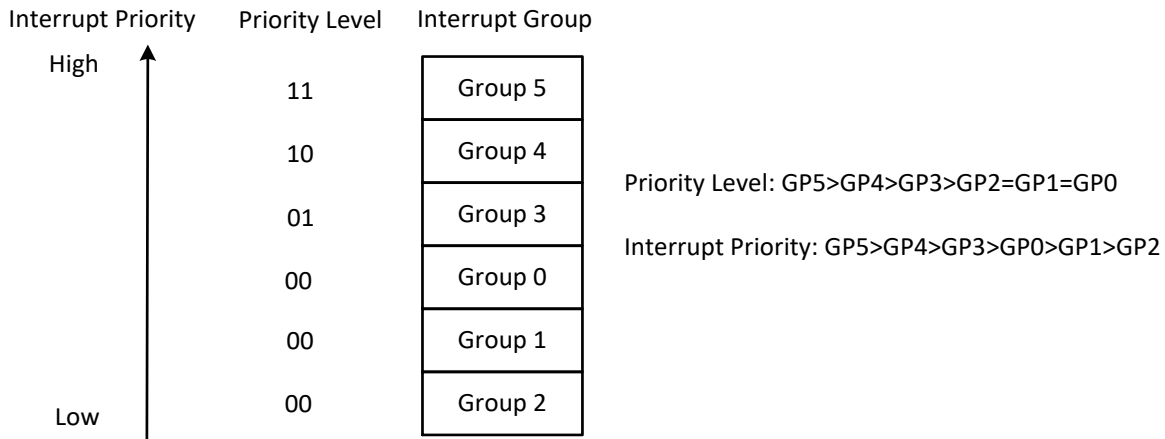 Interrupt Priority Priority Level Interrupt Group
High
11 Group 5
10 Group 4
Priority Level: GP5>GP4>GP3>GP2=GP1=GP0
01 Group 3
Interrupt Priority: GP5>GP4>GP3>GP0>GP1>GP2
00 Group 0
00 Group 1
00 Group 2
Low